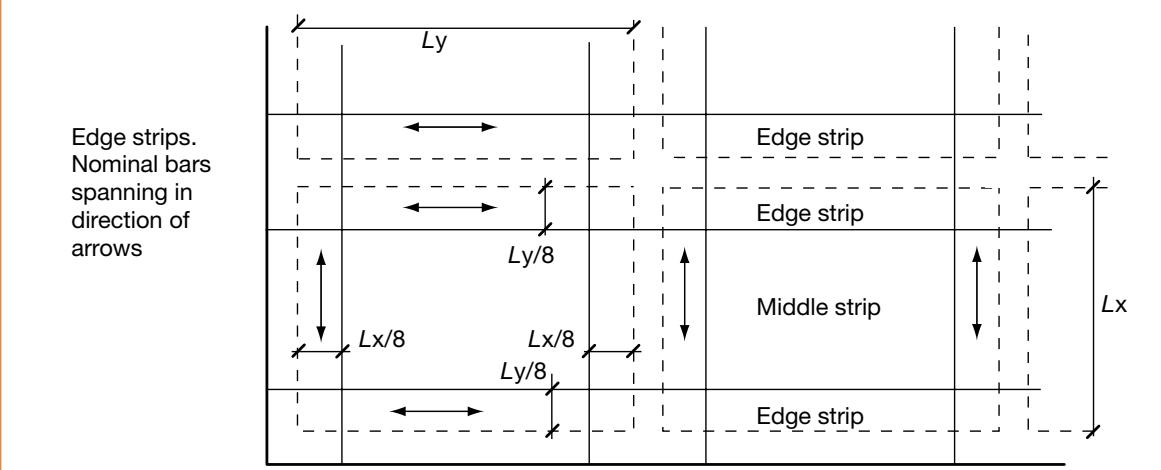 Ly
Edge strips.
Nominal bars
spanning in
direction of
arrows
Edge strip
Edge strip
Ly/8
Middle strip
Lx
Lx/8
Lx/8
Ly/8
Edge strip